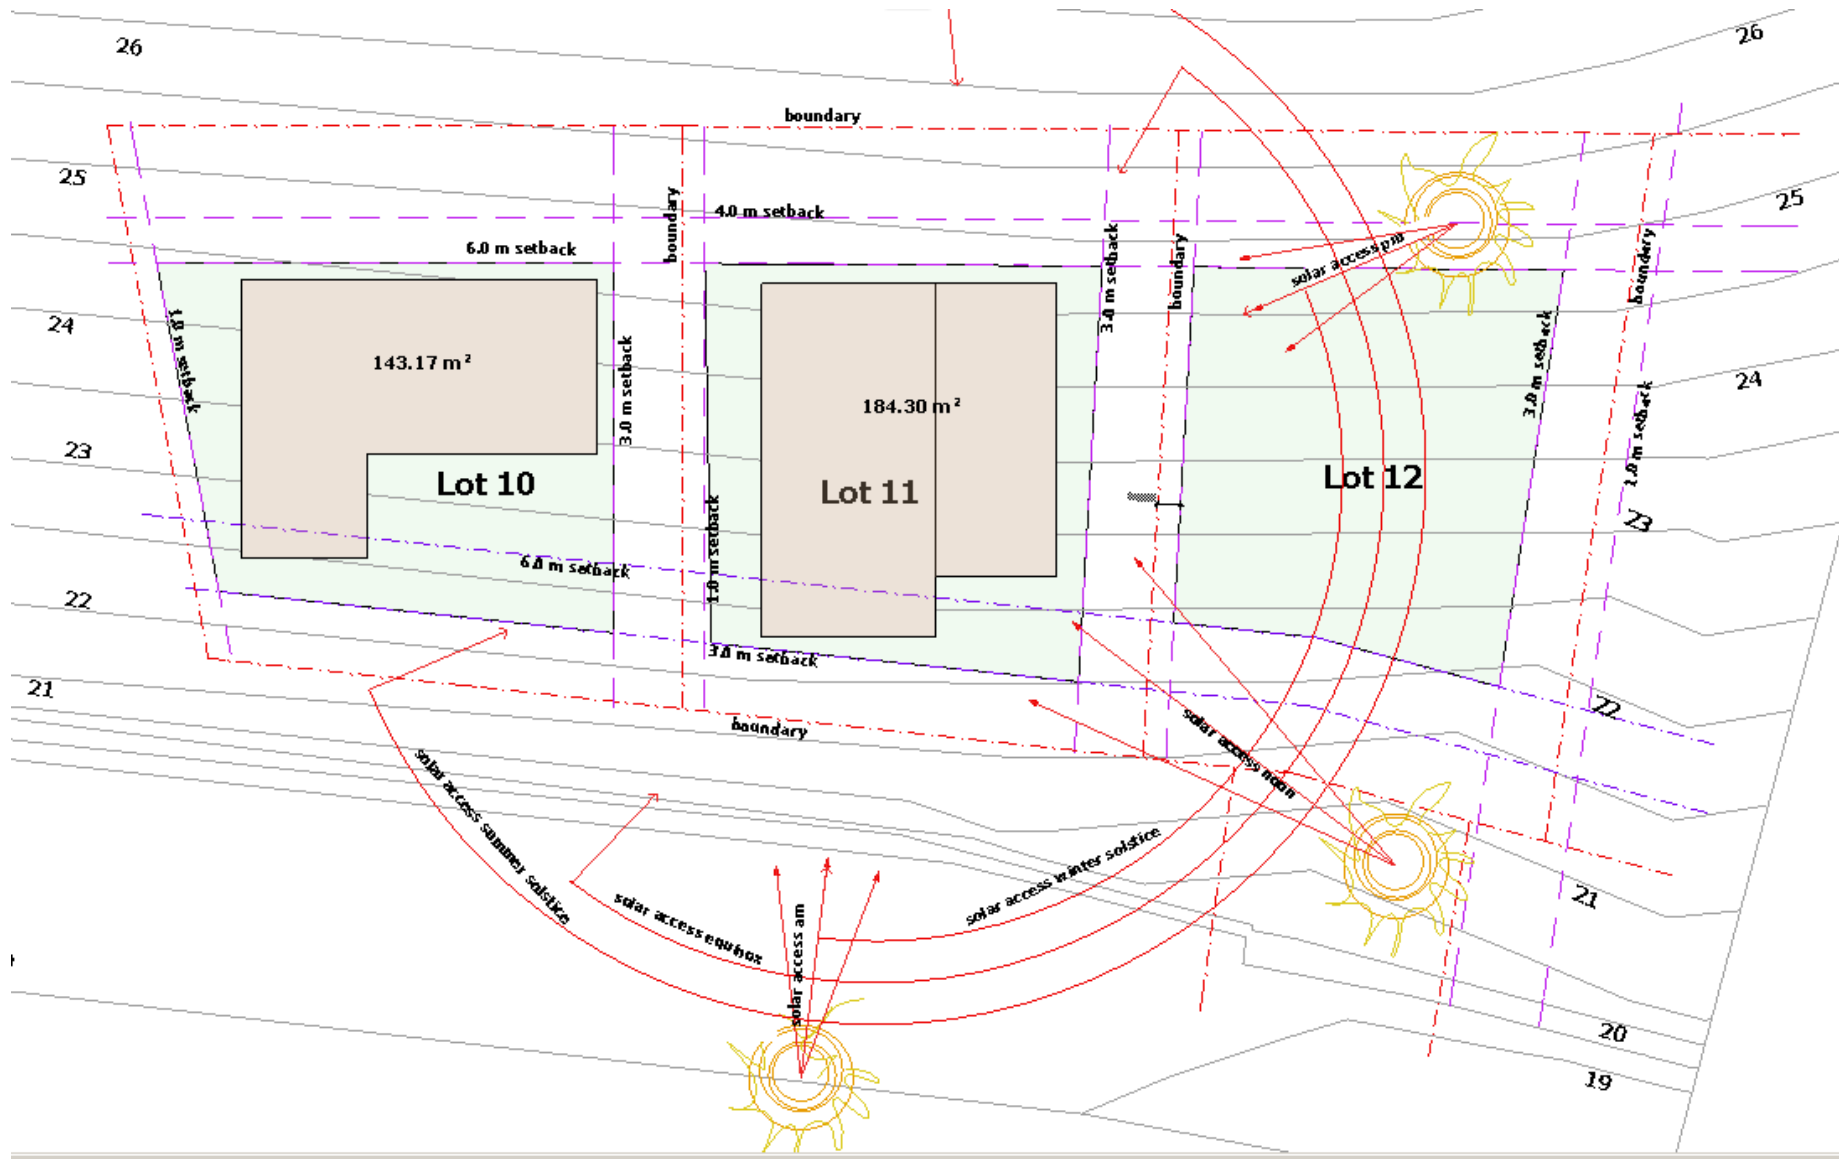 26
26
boundary
25
25
4.0 m setback
boundary
6.0 m setback
3.0 m setback
boundary
solar access pm
boundary
24
1.0 m setback
143.17 m²
3.0 m setback
184.30 m²
3.0 m setback
24
1.0 m setback
23
Lot 10
Lot 11
Lot 12
23
1.0 m setback
6.0 m setback
22
3.0 m setback
21
22
boundary
solar access noon
solar access summer solstice
solar access equinox
solar access am
solar access winter solstice
21
20
19